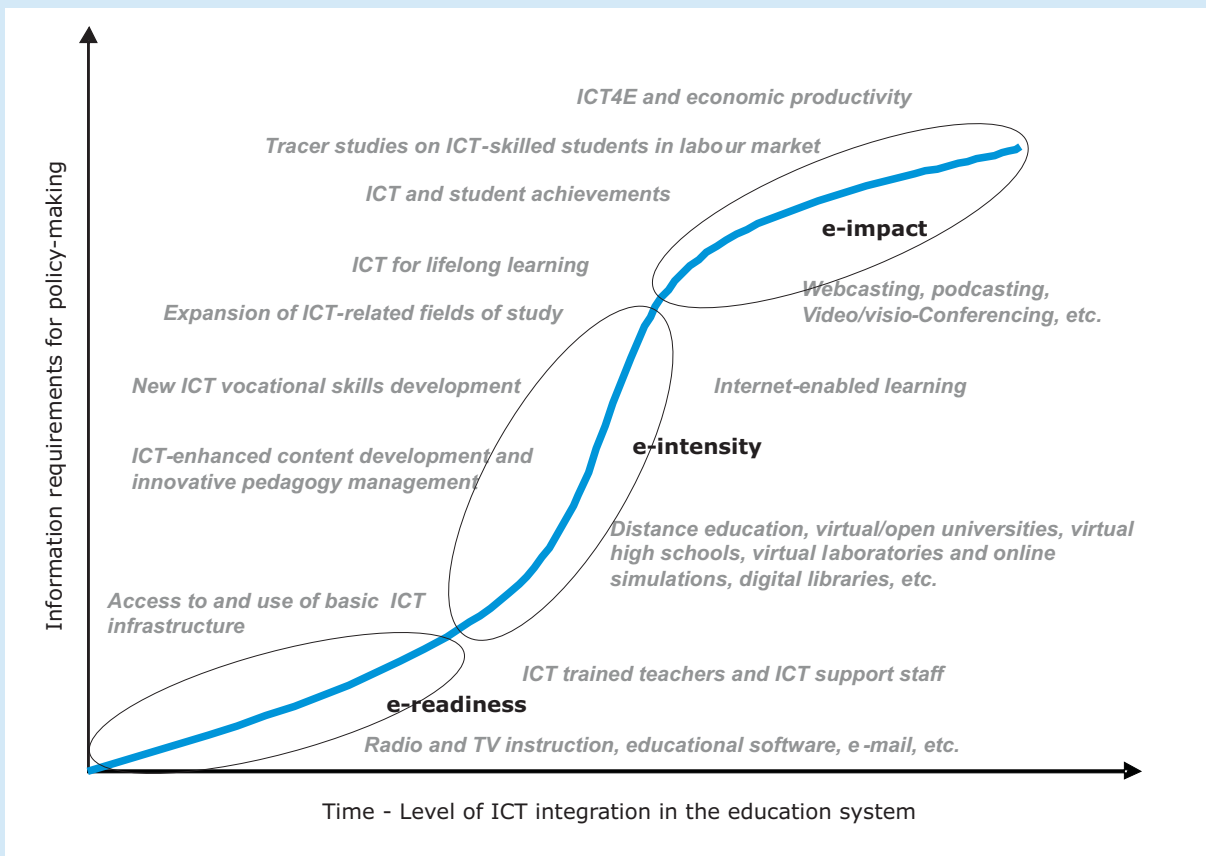 ICT4E and economic productivity
Tracer studies on ICT-skilled students in labour market
ICT and student achievements
e-impact
ICT for lifelong learning
Webcasting, podcasting,
Video/visio-Conferencing, etc.
Expansion of ICT-related fields of study
New ICT vocational skills development
Internet-enabled learning
e-intensity
ICT-enhanced content development and
innovative pedagogy management
Distance education, virtual/open universities, virtual
high schools, virtual laboratories and online
simulations, digital libraries, etc.
Access to and use of basic ICT
infrastructure
ICT trained teachers and ICT support staff
e-readiness
Radio and TV instruction, educational software, e-mail, etc.
Information requirements for policy-making
Time - Level of ICT integration in the education system